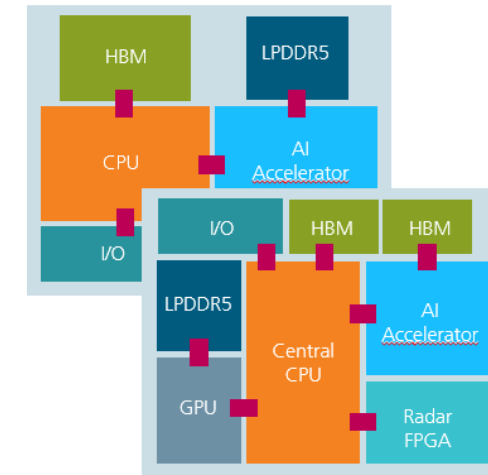 HBM
LPDDR5
CPU
AI
Accelerator
I/O
I/O
HBM
HBM
LPDDR5
Central
CPU
AI
Accelerator
GPU
Radar
FPGA